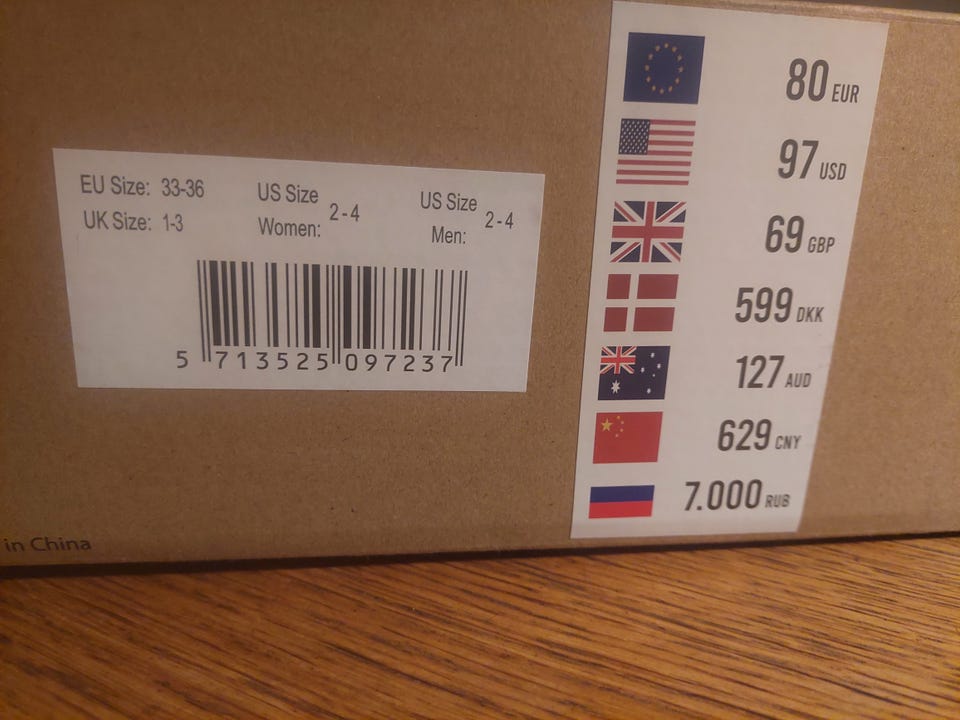 EU Size: 33-36
UK Size: 1-3
US Size
Women:
2-4
US Size
Men:
2-4
5 713525 097237
in China
80 EUR
97 USD
69 GBP
599 DKK
127 AUD
629 CNY
7.000 RUB